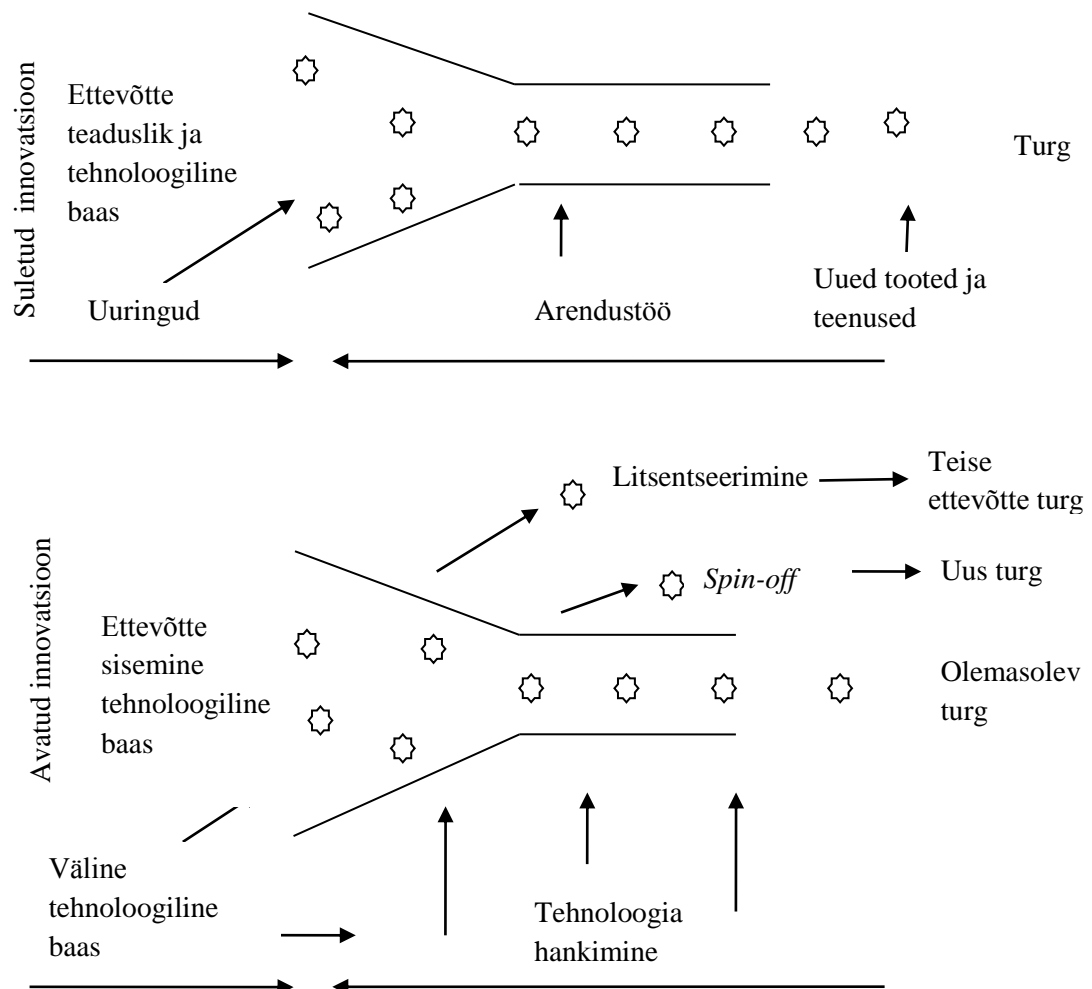 Suletud innovatsioon
Ettevõtte
teaduslik ja
tehnoloogiline
baas
Turg
Uuringud
Arendustöö
Uued tooted ja
teenused
Avatud innovatsioon
Litsentseerimine
Teise
ettevõtte turg
Spin-off
Uus turg
Ettevõtte
sisemine
tehnoloogiline
baas
Olemasolev
turg
Väline
tehnoloogiline
baas
Tehnoloogia
hankimine